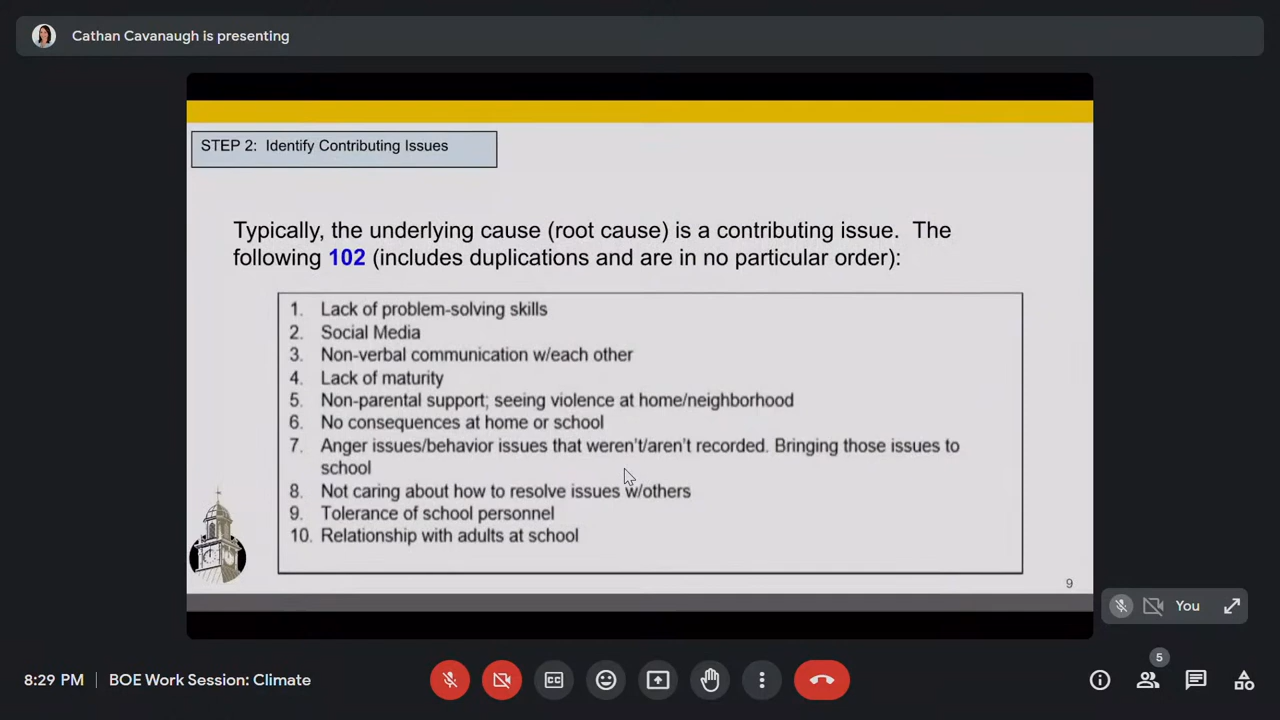 Cathan Cavanaugh is presenting
STEP 2: Identify Contributing Issues
Typically, the underlying cause (root cause) is a contributing issue. The
following 102 (includes duplications and are in no particular order):
1. Lack of problem-solving skills
2. Social Media
3. Non-verbal communication w/each other
4. Lack of maturity
5. Non-parental support; seeing violence at home/neighborhood
6. No consequences at home or school
7. Anger issues/behavior issues that weren't/aren't recorded. Bringing those issues to
school
8. Not caring about how to resolve issues w/others
9. Tolerance of school personnel
10. Relationship with adults at school
9
You
5
8:29 PM | BOE Work Session: Climate